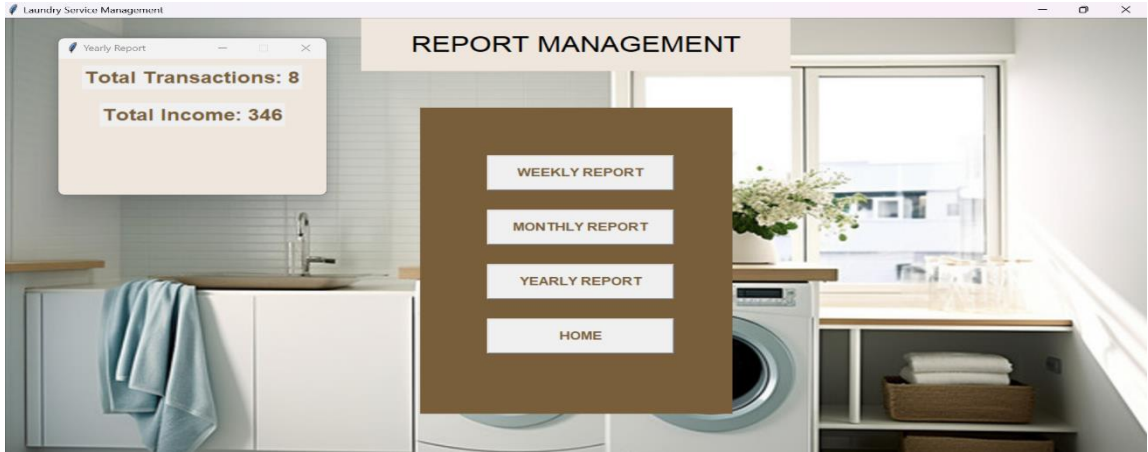 Laundry Service Management
REPORT MANAGEMENT
Yearly Report
Total Transactions: 8
Total Income: 346
WEEKLY REPORT
MONTHLY REPORT
YEARLY REPORT
HOME